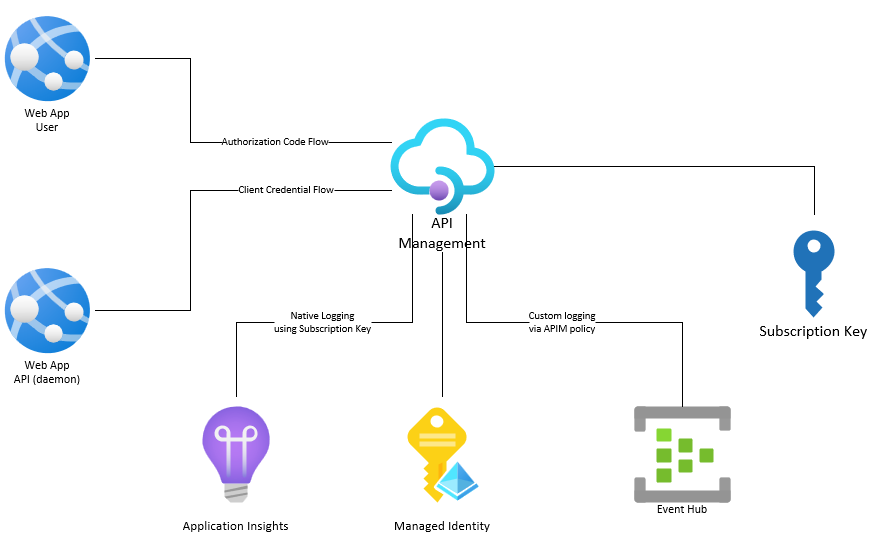 Web App
User
Authorization Code Flow
Client Credential Flow
API
Management
Web App
API (daemon)
Native Logging
using Subscription Key
Custom logging
via APIM policy
Subscription Key
Application Insights
Managed Identity
Event Hub